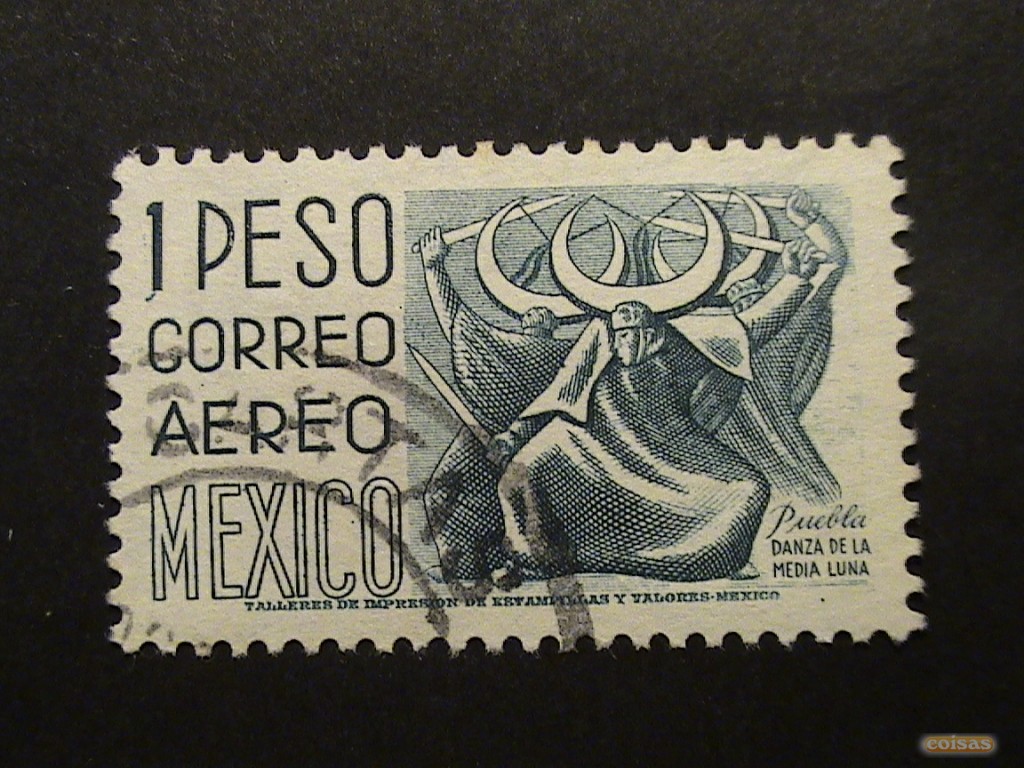 1 PESO
CORREO
AEREO
MEXICO
Puebla
DANZA DE LA
MEDIA LUNA
TALLERES DE IMPRESION DE ESTAMPILLAS Y VALORES-MEXICO
coisas